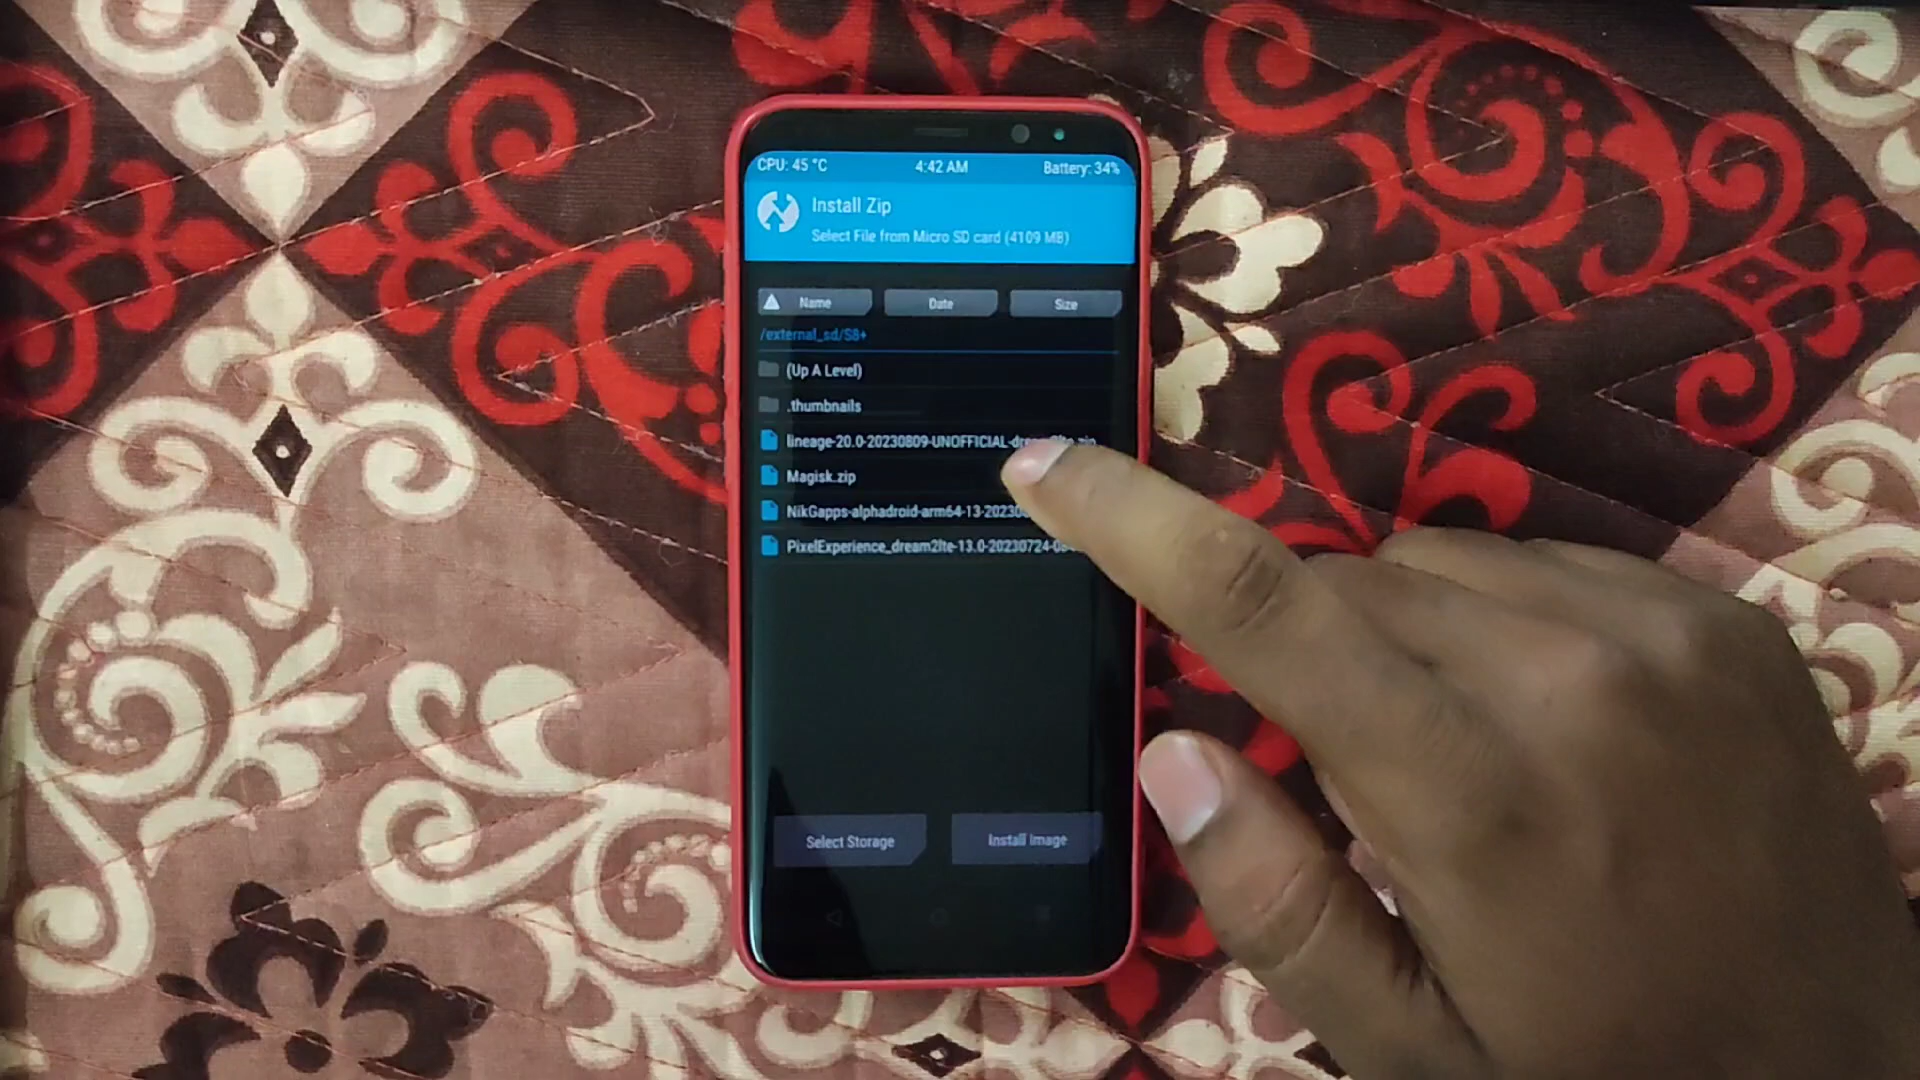 CPU: 45 °C 4:42 AM Battery: 34%
Install Zip
Select File from Micro SD card (4109 MB)
Name Date Size
/external_sd/S8+
(Up A Level)
.thumbnails
lineage-20.0-20230809-UNOFFICIAL-
Magisk.zip
NikGapps-alphadroid-arm64-13-20230
PixelExperience_dream2lte-13.0-20230724-
Select Storage Install Image